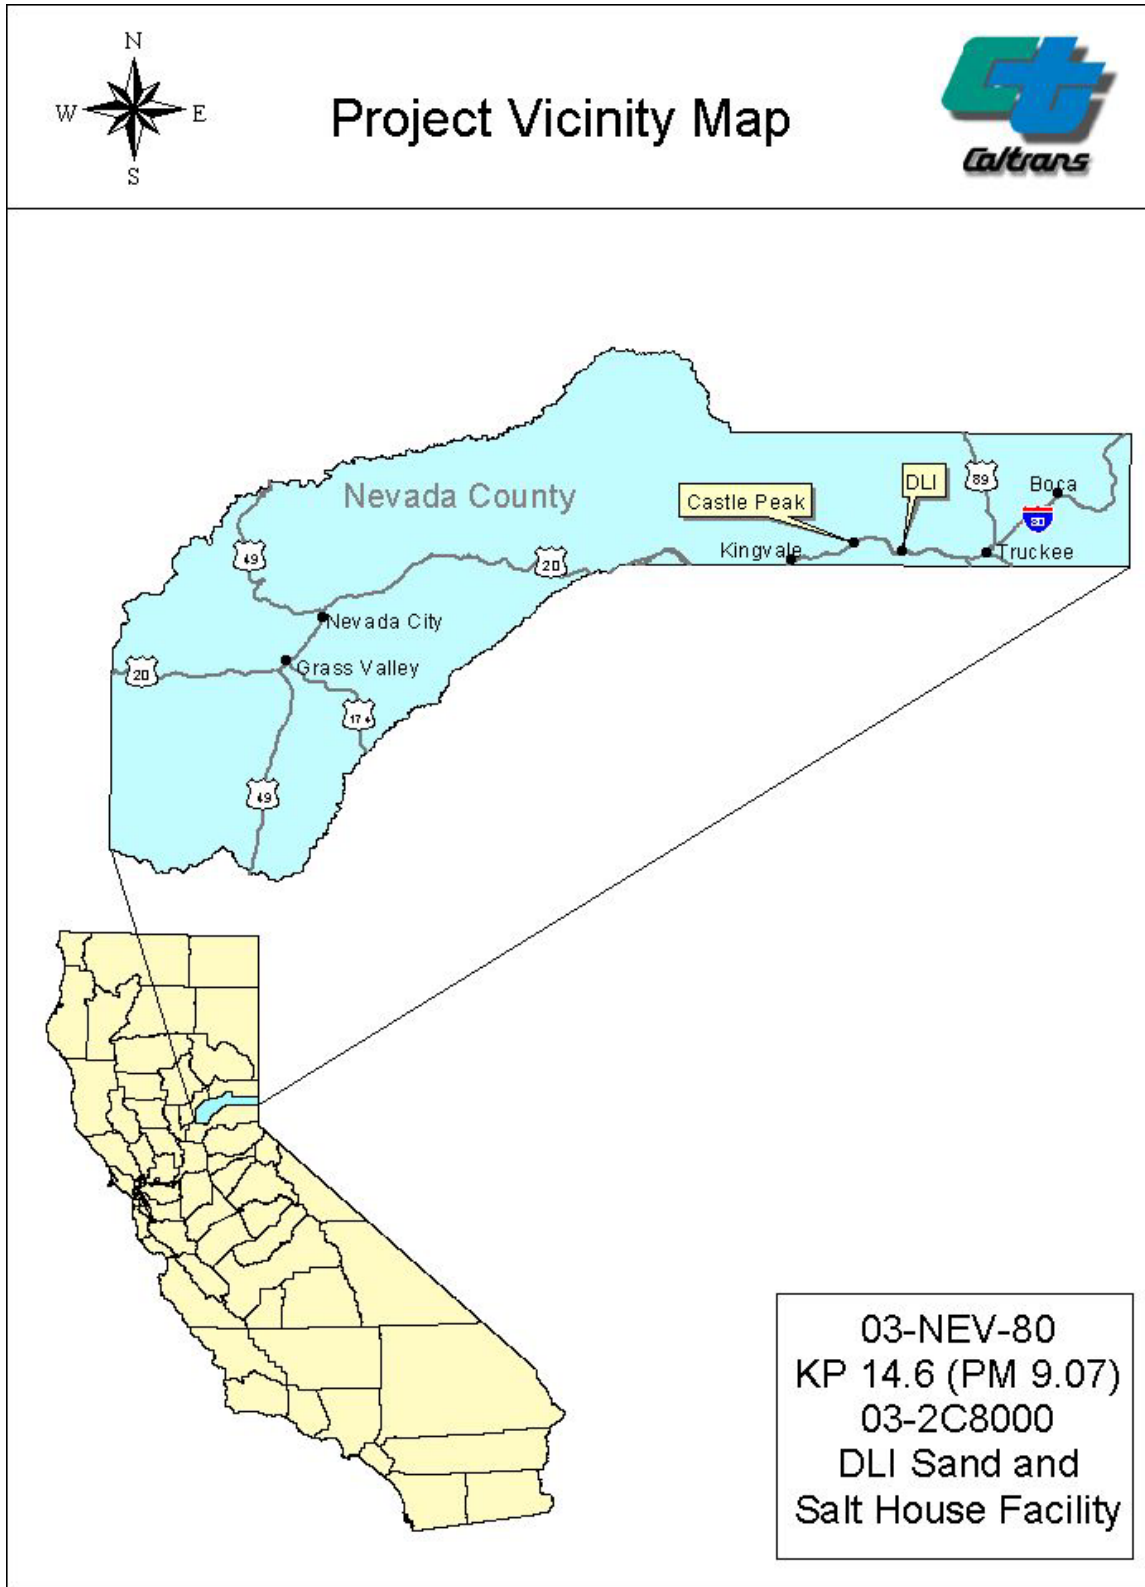 N
W E
S
Project Vicinity Map
Ct
Caltrans
Nevada County
Castle Peak
DLI
89
Boca
80
Kingvale
Truckee
49
20
Nevada City
20
Grass Valley
174
49
03-NEV-80
KP 14.6 (PM 9.07)
03-2C8000
DLI Sand and
Salt House Facility